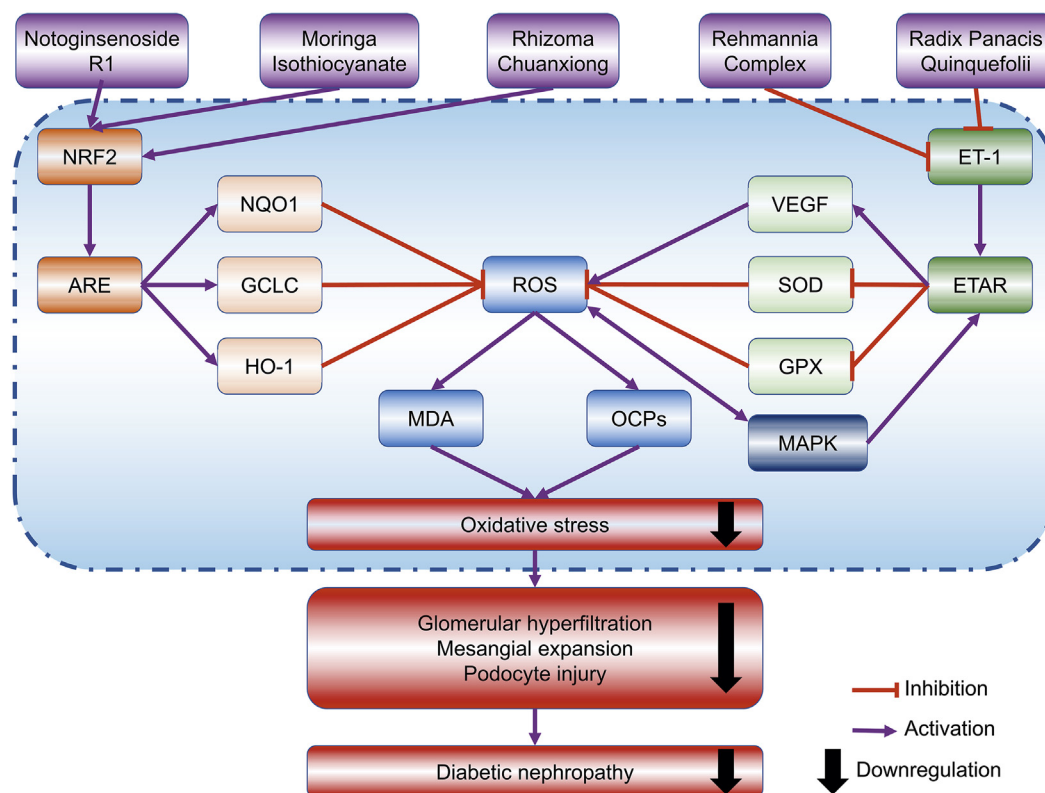 Notoginsenoside
R1
Moringa
Isothiocyanate
Rhizoma
Chuanxiong
Rehmannia
Complex
Radix Panacis
Quinquefolii
NRF2
ET-1
NQO1
VEGF
ARE
GCLC
ROS
SOD
ETAR
HO-1
GPX
MDA
OCPs
MAPK
Oxidative stress
Glomerular hyperfiltration
Mesangial expansion
Podocyte injury
Inhibition
Activation
Diabetic nephropathy
Downregulation